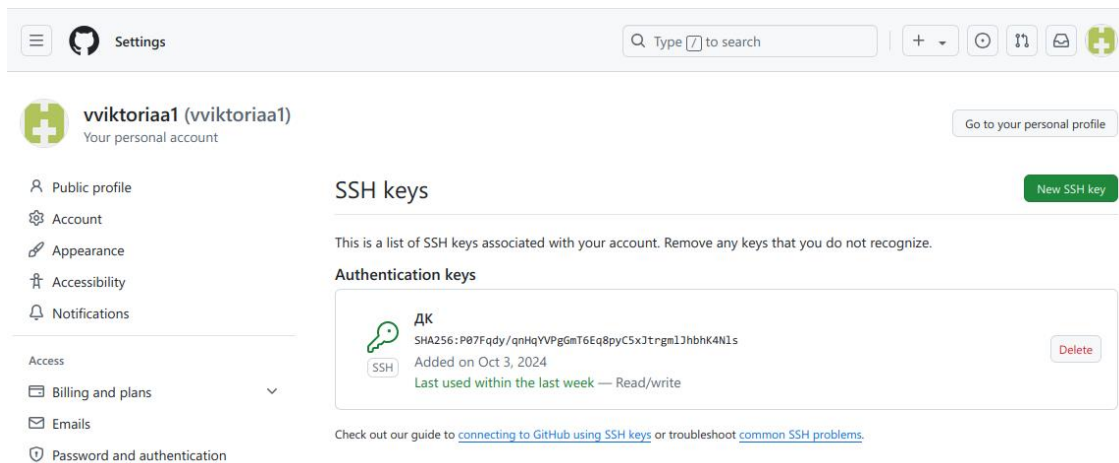 Settings
Type / to search
vviktoriaa1 (vviktoriaa1)
Your personal account
Go to your personal profile
Public profile
Account
Appearance
Accessibility
Notifications
Access
Billing and plans
Emails
Password and authentication
SSH keys
New SSH key
This is a list of SSH keys associated with your account. Remove any keys that you do not recognize.
Authentication keys
ДК
SHA256:P07Fqdy/qnHqYVPgGmT6Eq8pyC5xJtrgmlJhbhK4Nls
SSH
Added on Oct 3, 2024
Last used within the last week — Read/write
Delete
Check out our guide to connecting to GitHub using SSH keys or troubleshoot common SSH problems.